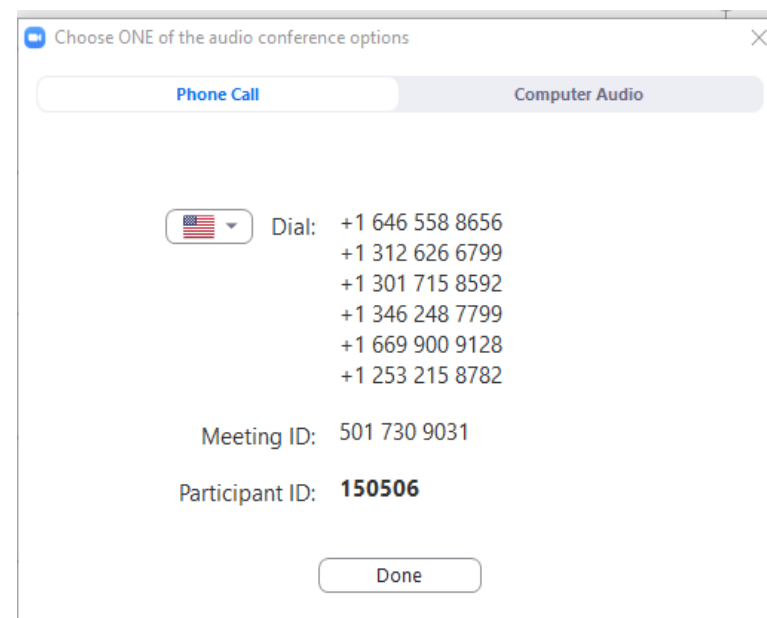 Choose ONE of the audio conference options
Phone Call Computer Audio
Dial: +1 646 558 8656
+1 312 626 6799
+1 301 715 8592
+1 346 248 7799
+1 669 900 9128
+1 253 215 8782
Meeting ID: 501 730 9031
Participant ID: 150506
Done